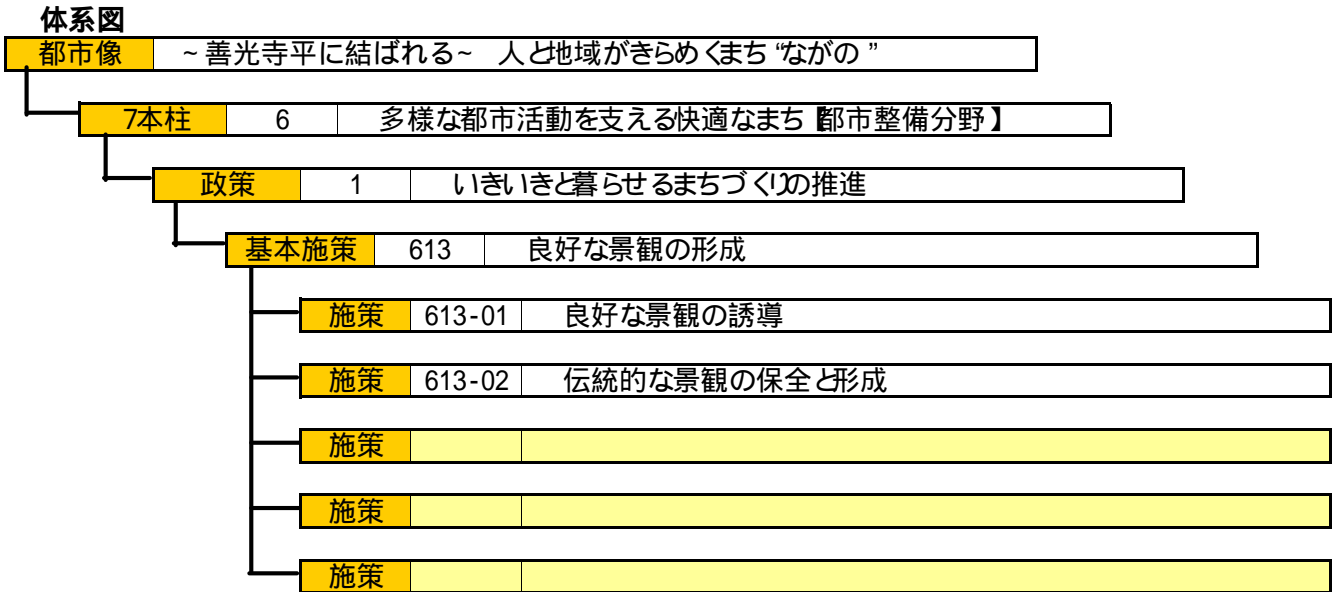 体系図
都市像 ~善光寺平に結ばれる~ 人と地域がきらめくまち“ながの”
7本柱 6 多様な都市活動を支える快適なまち【都市整備分野】
政策 1 いきいきと暮らせるまちづくりの推進
基本施策 613 良好な景観の形成
施策 613-01 良好な景観の誘導
施策 613-02 伝統的な景観の保全と形成
施策
施策
施策